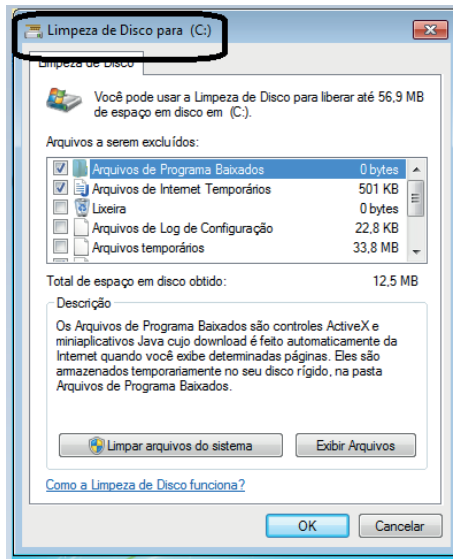 Limpeza de Disco para (C:)
Limpeza de Disco
Você pode usar a Limpeza de Disco para liberar até 56,9 MB
de espaço em disco em (C:).
Arquivos a serem excluídos:
Arquivos de Programa Baixados 0 bytes
Arquivos de Internet Temporários 501 KB
Lixeira 0 bytes
Arquivos de Log de Configuração 22,8 KB
Arquivos temporários 33,8 MB
Total de espaço em disco obtido: 12,5 MB
Descrição
Os Arquivos de Programa Baixados são controles ActiveX e
miniaplicativos Java cujo download é feito automaticamente da
Internet quando você exibe determinadas páginas. Eles são
armazenados temporariamente no seu disco rígido, na pasta
Arquivos de Programa Baixados.
Limpar arquivos do sistema Exibir Arquivos
Como a Limpeza de Disco funciona?
OK Cancelar